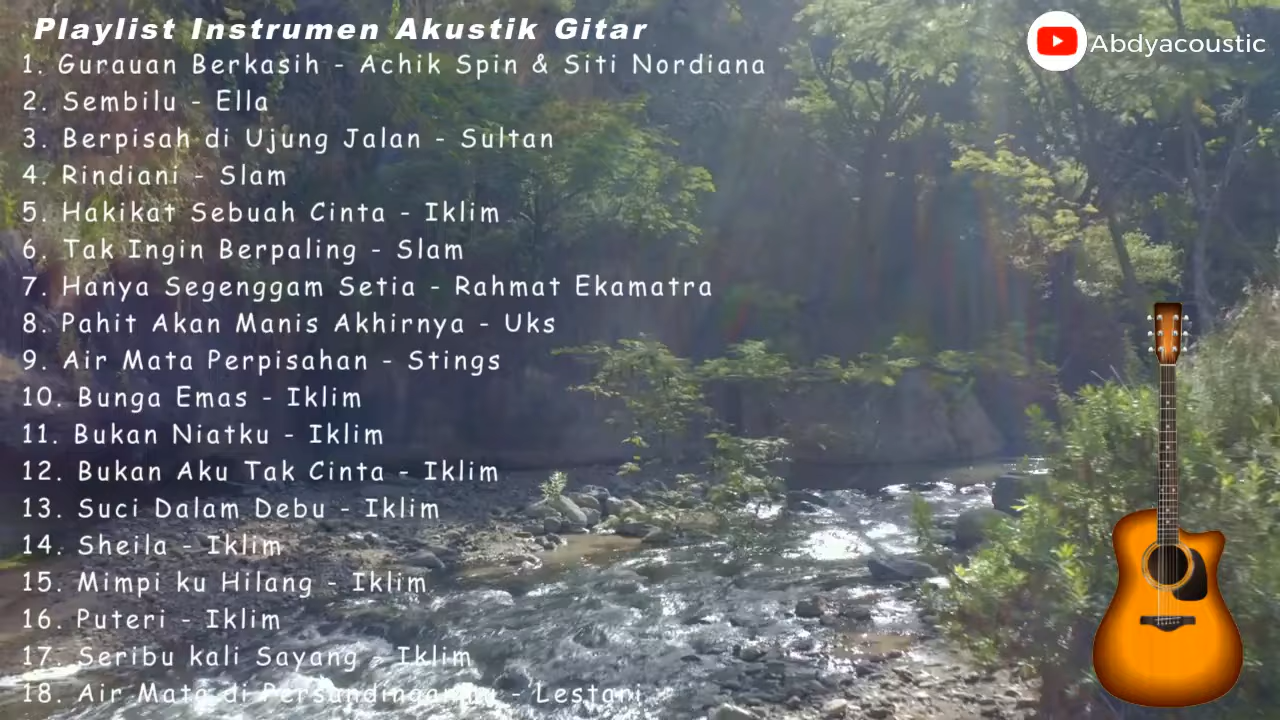 Playlist Instrumen Akustik Gitar
Abdyacoustic
1. Gurauan Berkasih - Achik Spin & Siti Nordiana
2. Sembilu - Ella
3. Berpisah di Ujung Jalan - Sultan
4. Rindiani - Slam
5. Hakikat Sebuah Cinta - Iklim
6. Tak Ingin Berpaling - Slam
7. Hanya Segenggam Setia - Rahmat Ekamatra
8. Pahit Akan Manis Akhirnya - Uks
9. Air Mata Perpisahan - Stings
10. Bunga Emas - Iklim
11. Bukan Niatku - Iklim
12. Bukan Aku Tak Cinta - Iklim
13. Suci Dalam Debu - Iklim
14. Sheila - Iklim
15. Mimpi ku Hilang - Iklim
16. Puteri - Iklim
17. Seribu kali Sayang - Iklim
18. Air Mata di Persandinganmu - Lestari